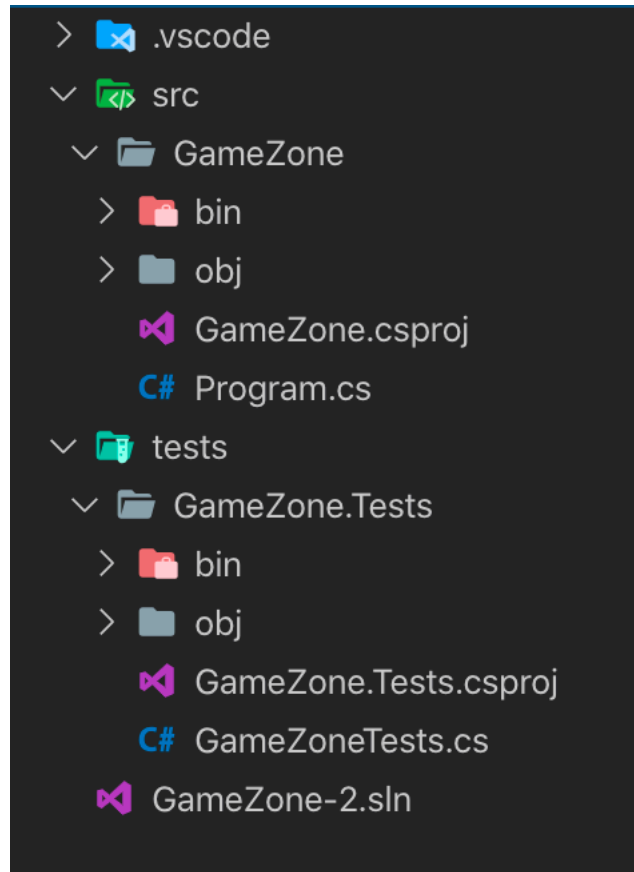 .vscode
src
GameZone
bin
obj
GameZone.csproj
C# Program.cs
tests
GameZone.Tests
bin
obj
GameZone.Tests.csproj
C# GameZoneTests.cs
GameZone-2.sln